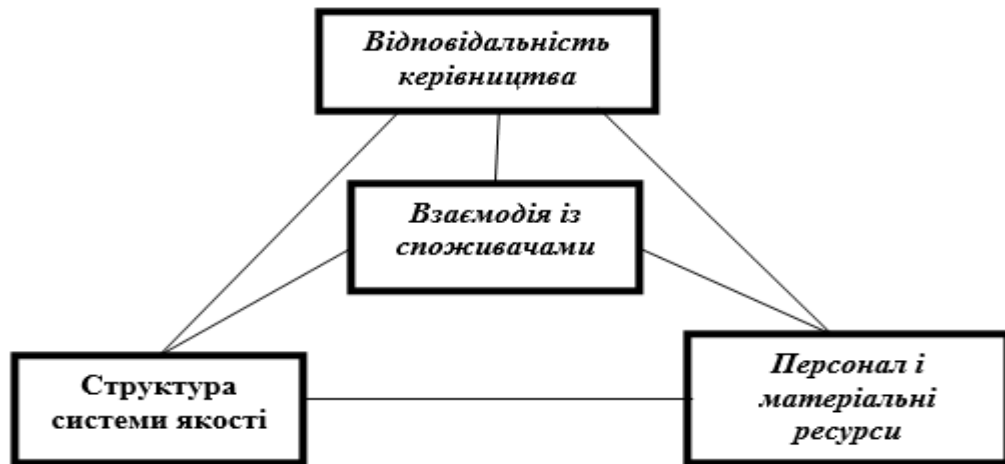 Відповідальність
керівництва
Взаємодія із
споживачами
Структура
системи якості
Персонал і
матеріальні
ресурси